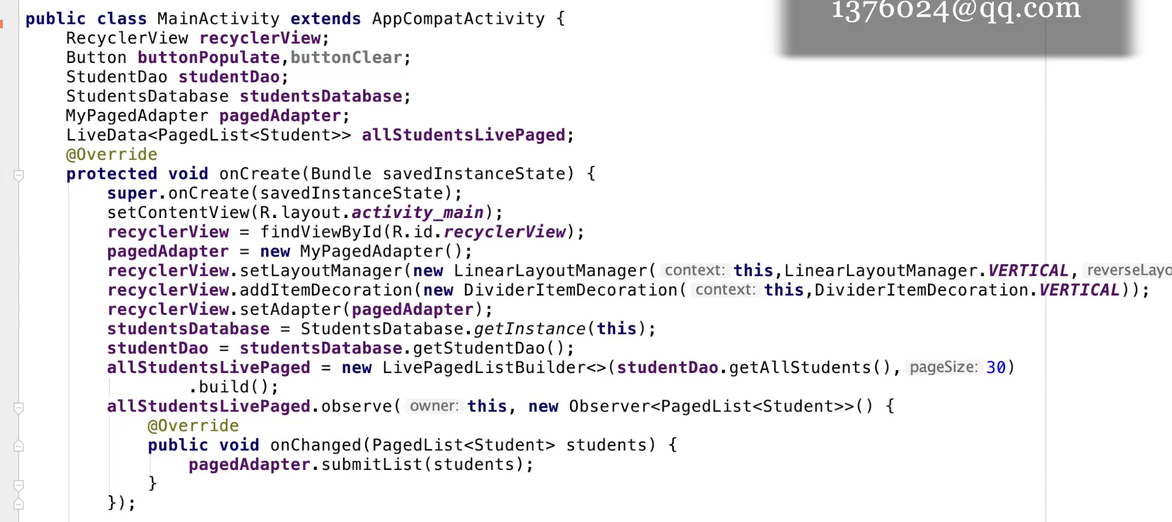 1376024@qq.com
public class MainActivity extends AppCompatActivity {
RecyclerView recyclerView;
Button buttonPopulate,buttonClear;
StudentDao studentDao;
StudentsDatabase studentsDatabase;
MyPagedAdapter pagedAdapter;
LiveData<PagedList<Student>> allStudentsLivePaged;
@Override
protected void onCreate(Bundle savedInstanceState) {
super.onCreate(savedInstanceState);
setContentView(R.layout.activity_main);
recyclerView = findViewById(R.id.recyclerView);
pagedAdapter = new MyPagedAdapter();
recyclerView.setLayoutManager(new LinearLayoutManager( context: this,LinearLayoutManager.VERTICAL, reverseLayo
recyclerView.addItemDecoration(new DividerItemDecoration( context: this,DividerItemDecoration.VERTICAL));
recyclerView.setAdapter(pagedAdapter);
studentsDatabase = StudentsDatabase.getInstance(this);
studentDao = studentsDatabase.getStudentDao();
allStudentsLivePaged = new LivePagedListBuilder<>(studentDao.getAllStudents(), pageSize: 30)
.build();
allStudentsLivePaged.observe( owner: this, new Observer<PagedList<Student>>() {
@Override
public void onChanged(PagedList<Student> students) {
pagedAdapter.submitList(students);
}
});